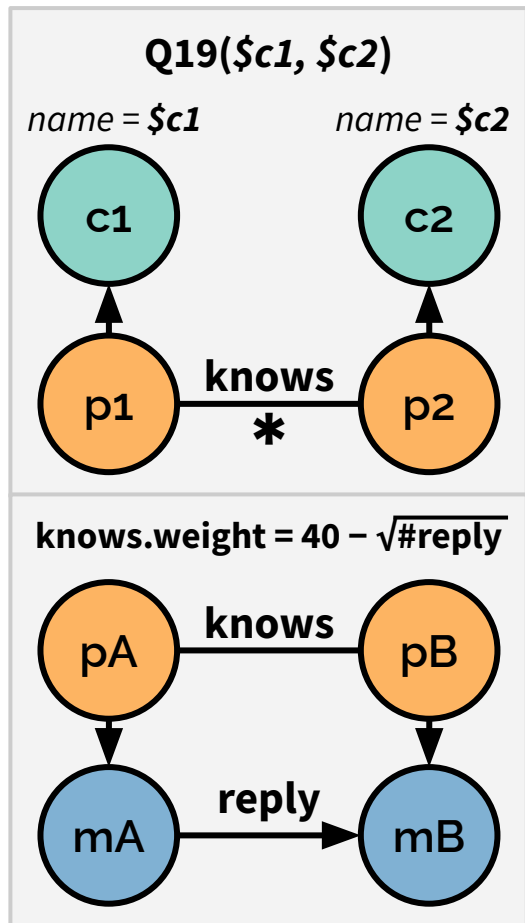 Q19($c1, $c2)
name = $c1 name = $c2
c1 c2
knows
p1 * p2
knows.weight = 40 − √#reply
knows
pA pB
reply
mA mB